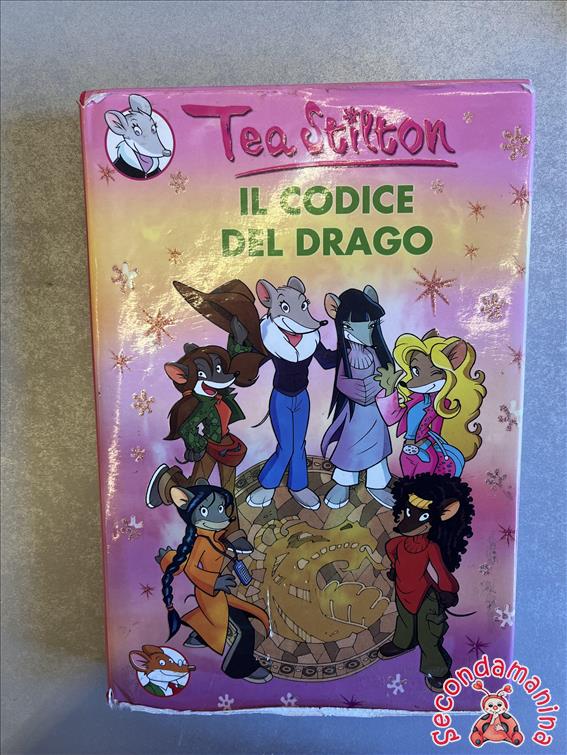 Tea Stilton
IL CODICE
DEL DRAGO
secondamanina